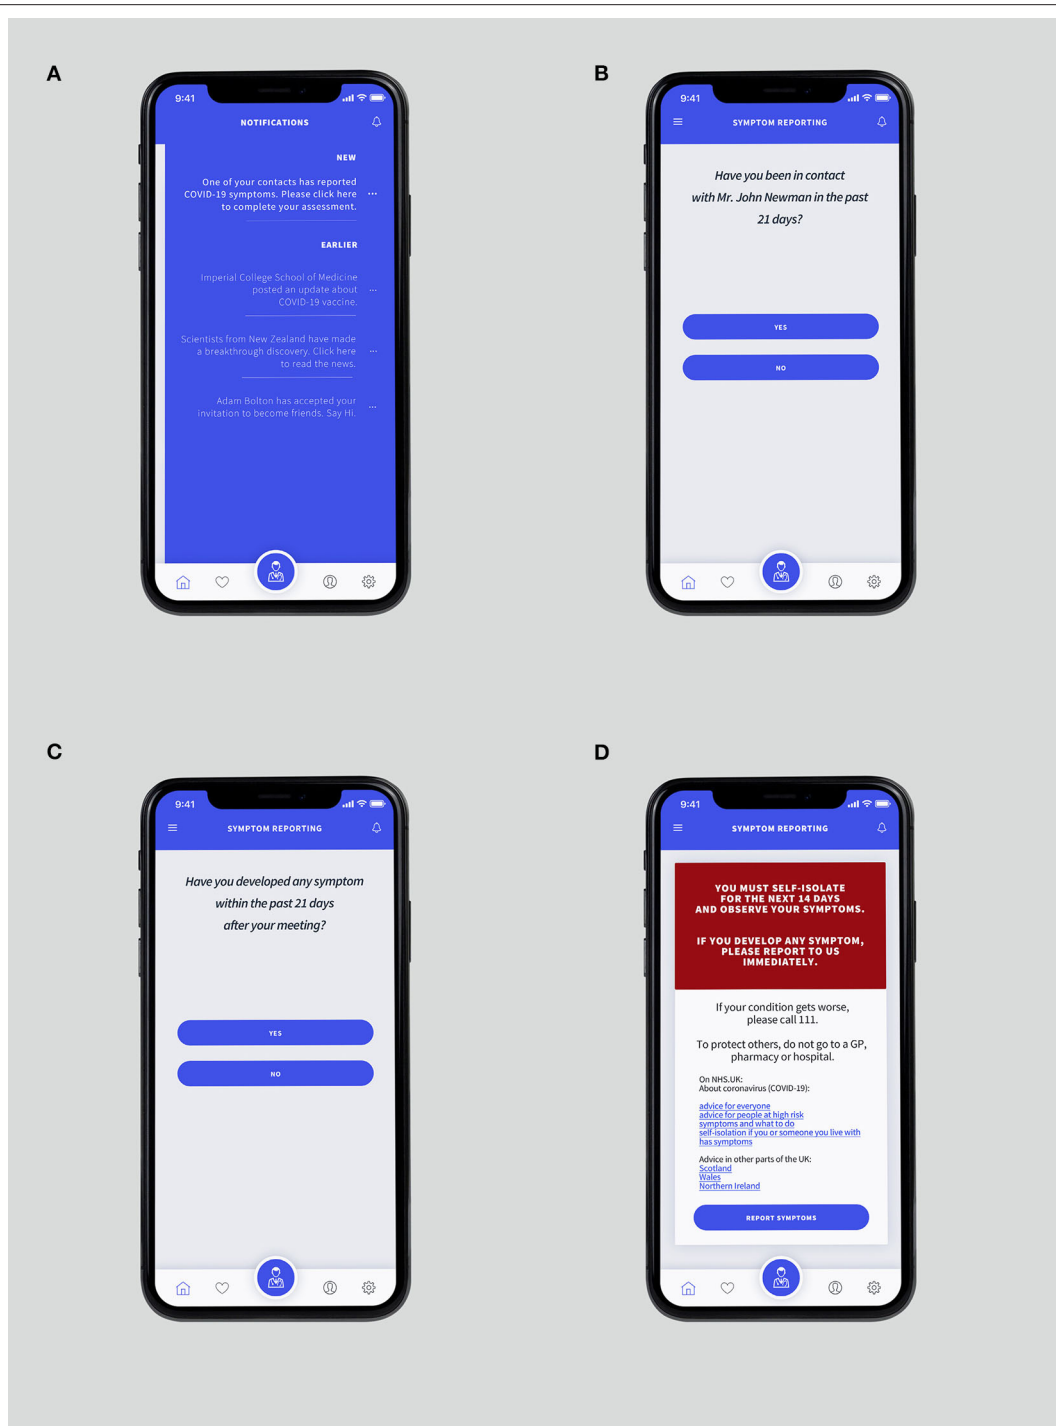 A
9:41
NOTIFICATIONS
NEW
One of your contacts has reported
COVID-19 symptoms. Please click here
to complete your assessment.
EARLIER
Imperial College School of Medicine
posted an update about
COVID-19 vaccine.
Scientists from New Zealand have made
a breakthrough discovery. Click here
to read the news.
Adam Bolton has accepted your
invitation to become friends. Say Hi.
B
9:41
SYMPTOM REPORTING
Have you been in contact
with Mr. John Newman in the past
21 days?
YES
NO
C
9:41
SYMPTOM REPORTING
Have you developed any symptom
within the past 21 days
after your meeting?
YES
NO
D
9:41
SYMPTOM REPORTING
YOU MUST SELF-ISOLATE
FOR THE NEXT 14 DAYS
AND OBSERVE YOUR SYMPTOMS.
IF YOU DEVELOP ANY SYMPTOM,
PLEASE REPORT TO US
IMMEDIATELY.
If your condition gets worse,
please call 111.
To protect others, do not go to a GP,
pharmacy or hospital.
On NHS.UK:
About coronavirus (COVID-19):
advice for everyone
advice for people at high risk
symptoms and what to do
self-isolation if you or someone you live with
has symptoms
Advice in other parts of the UK:
Scotland
Wales
Northern Ireland
REPORT SYMPTOMS